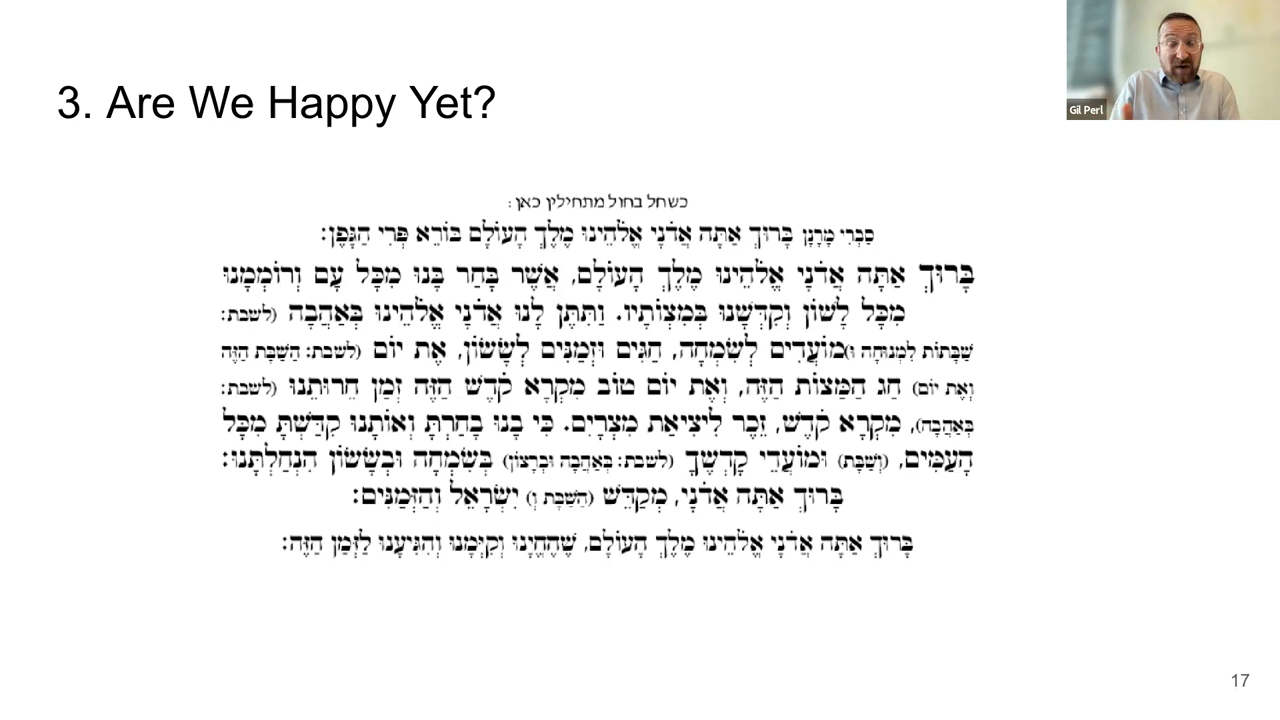 3. Are We Happy Yet?
Gil Perl
כשחל בחול מתחילין כאן:
סַבְרִי מָרָנָן בָּרוּךְ אַתָּה אֲדֹנָי אֱלֹהֵינוּ מֶלֶךְ הָעוֹלָם בּוֹרֵא פְּרִי הַגָּפֶן:
בָּרוּךְ אַתָּה אֲדֹנָי אֱלֹהֵינוּ מֶלֶךְ הָעוֹלָם, אֲשֶׁר בָּחַר בָּנוּ מִכָּל עָם וְרוֹמְמָנוּ
מִכָּל לָשׁוֹן וְקִדְּשָׁנוּ בְּמִצְוֹתָיו. וַתִּתֶּן לָנוּ אֲדֹנָי אֱלֹהֵינוּ בְּאַהֲבָה (לשבת:
שַׁבָּתוֹת לִמְנוּחָה וּ)מוֹעֲדִים לְשִׂמְחָה, חַגִּים וּזְמַנִּים לְשָׂשׂוֹן, אֶת יוֹם (לשבת: הַשַּׁבָּת הַזֶּה
וְאֶת יוֹם) חַג הַמַּצּוֹת הַזֶּה, וְאֶת יוֹם טוֹב מִקְרָא קֹדֶשׁ הַזֶּה זְמַן חֵרוּתֵנוּ (לשבת:
בְּאַהֲבָה), מִקְרָא קֹדֶשׁ, זֵכֶר לִיצִיאַת מִצְרָיִם. כִּי בָנוּ בָחַרְתָּ וְאוֹתָנוּ קִדַּשְׁתָּ מִכָּל
הָעַמִּים, (וְשַׁבָּת) וּמוֹעֲדֵי קָדְשֶׁךָ (לשבת: בְּאַהֲבָה וּבְרָצוֹן) בְּשִׂמְחָה וּבְשָׂשׂוֹן הִנְחַלְתָּנוּ:
בָּרוּךְ אַתָּה אֲדֹנָי, מְקַדֵּשׁ (הַשַּׁבָּת וְ) יִשְׂרָאֵל וְהַזְּמַנִּים:
בָּרוּךְ אַתָּה אֲדֹנָי אֱלֹהֵינוּ מֶלֶךְ הָעוֹלָם, שֶׁהֶחֱיָנוּ וְקִיְּמָנוּ וְהִגִּיעָנוּ לַזְּמַן הַזֶּה:
17